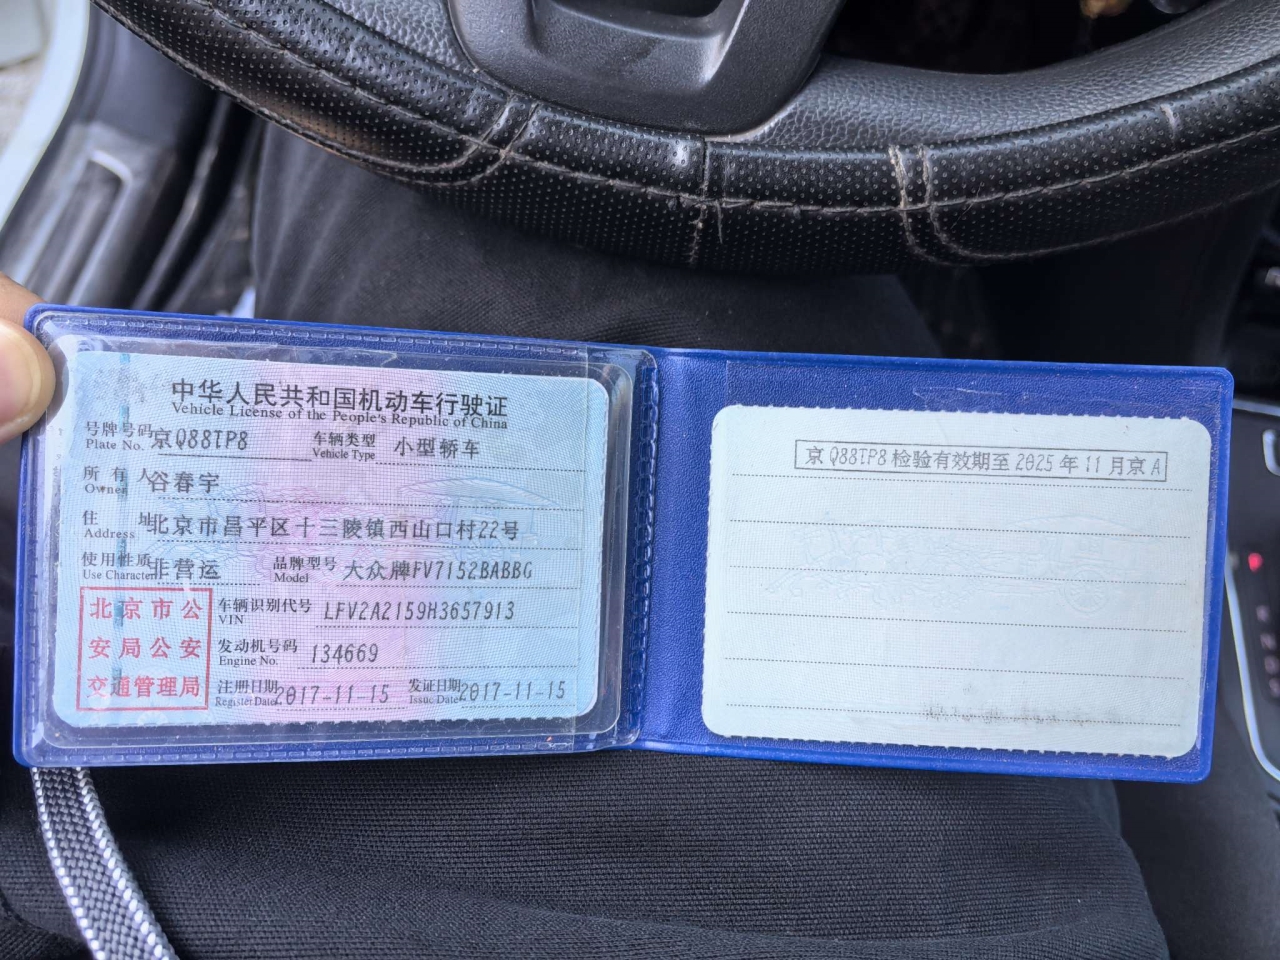 中华人民共和国机动车行驶证
Vehicle License of the People's Republic of China
号牌号码 京Q88TP8 车辆类型 小型轿车
Plate No. Vehicle Type
所有人 谷春宇
Owner
住址 北京市昌平区十三陵镇西山口村22号
Address
使用性质 非营运 品牌型号 大众牌FV7152BABBG
Use Character Model
北京市公安局公安交通管理局
车辆识别代号 LFV2A2159H3657913
VIN
发动机号码 134669
Engine No.
注册日期 2017-11-15 发证日期 2017-11-15
Register Date Issue Date
京Q88TP8检验有效期至2025年11月京A